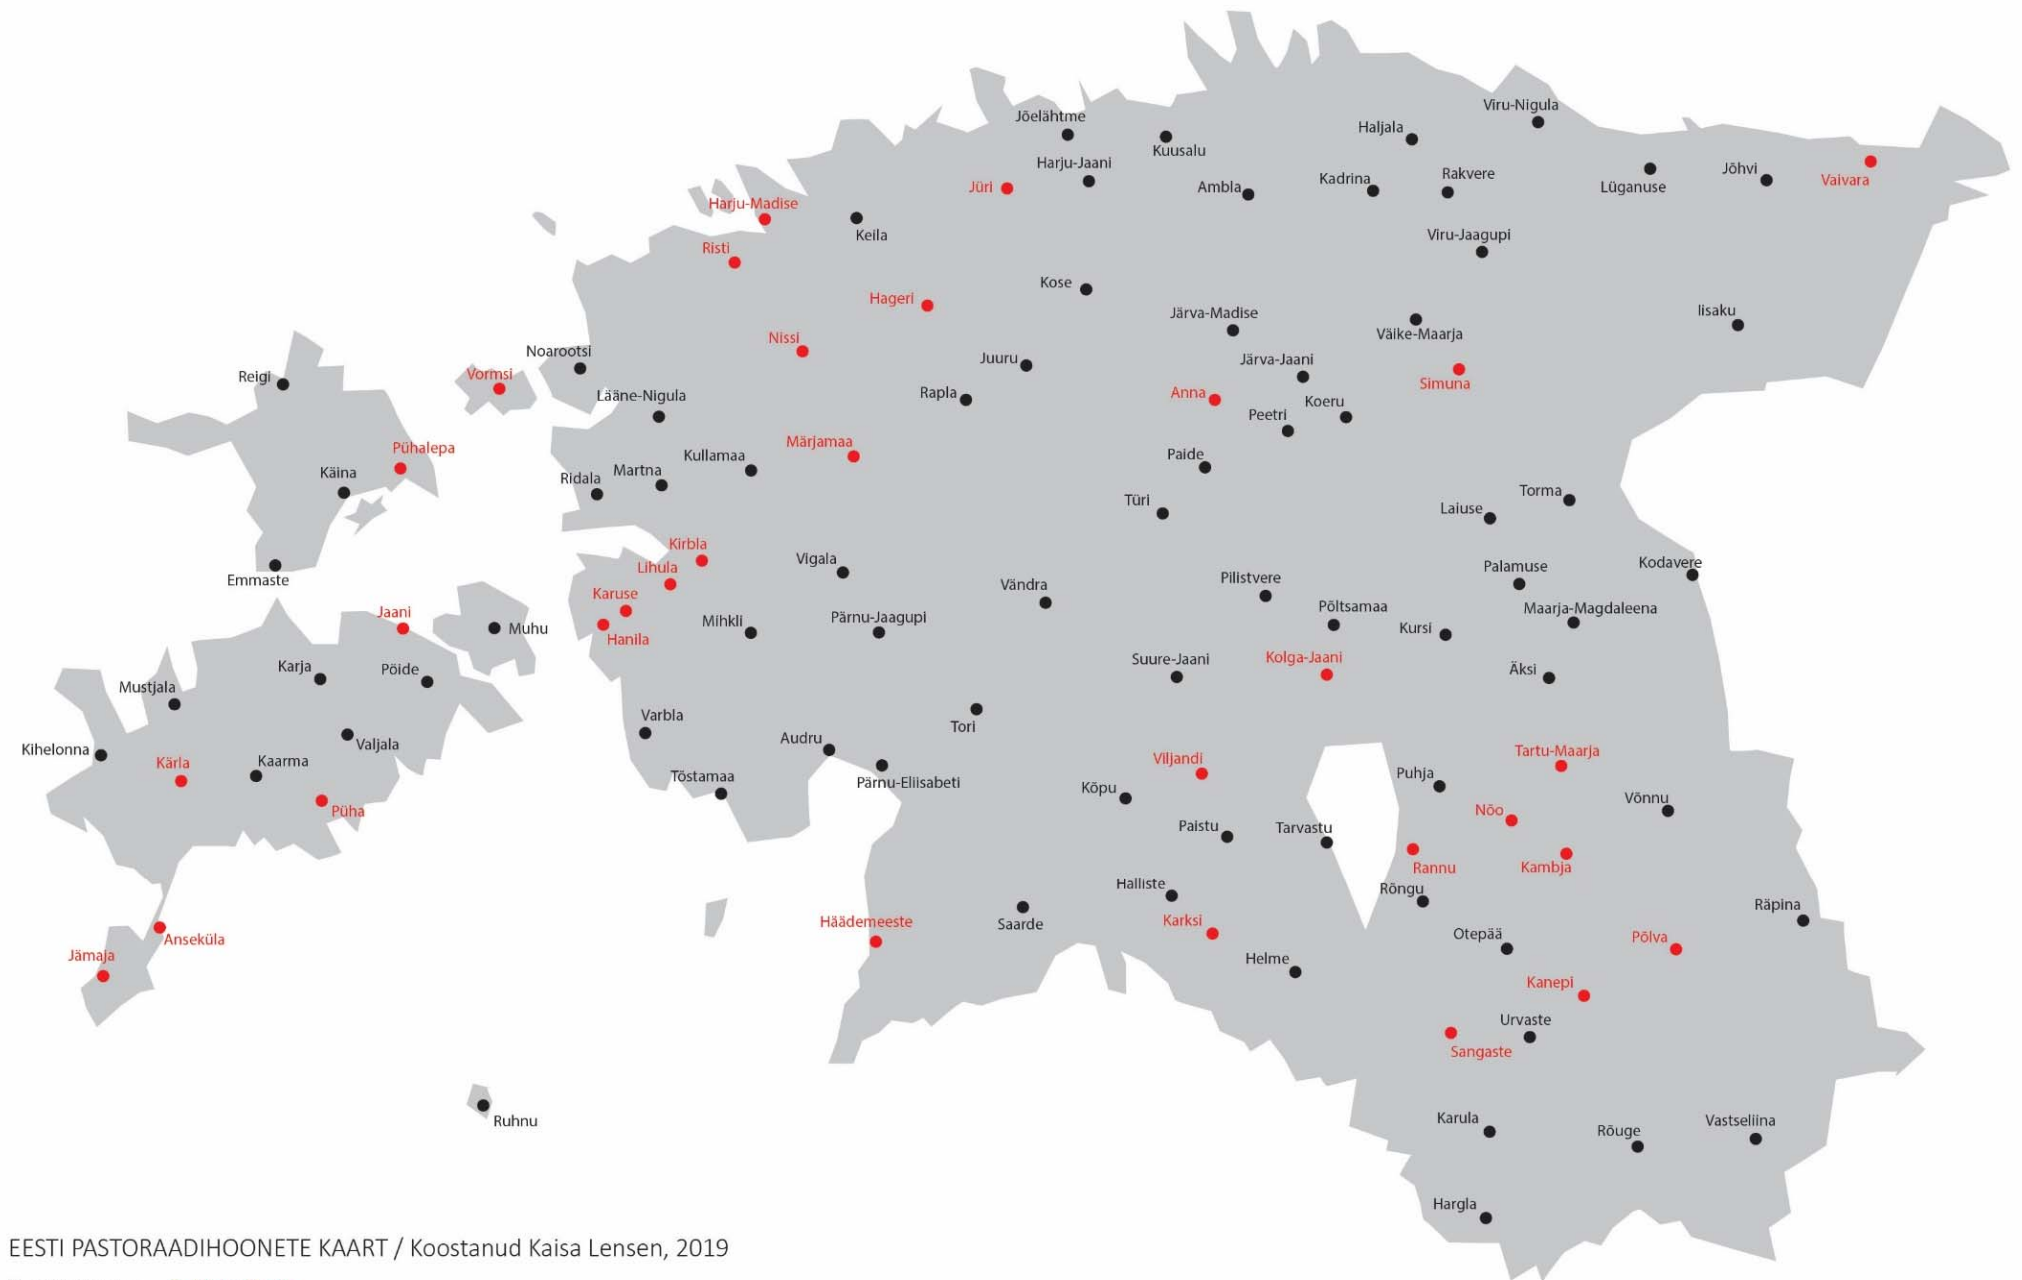 Viru-Nigula
Jõelähtme
Haljala
Kuusalu
Harju-Jaani
Jõhvi
Rakvere
Kadrina
Vaivara
Jüri
Ambla
Lüganuse
Harju-Madise
Keila
Viru-Jaagupi
Risti
Kose
Hageri
Iisaku
Järva-Madise
Väike-Maarja
Nissi
Noarootsi
Juuru
Järva-Jaani
Vormsi
Reigi
Simuna
Rapla
Anna
Lääne-Nigula
Koeru
Peetri
Märjamaa
Pühalepa
Kullamaa
Paide
Martna
Käina
Ridala
Torma
Türi
Laiuse
Kirbla
Vigala
Kodavere
Lihula
Palamuse
Emmaste
Pilistvere
Vändra
Karuse
Põltsamaa
Maarja-Magdaleena
Jaani
Pärnu-Jaagupi
Mihkli
Muhu
Kursi
Hanila
Kolga-Jaani
Suure-Jaani
Karja
Pöide
Äksi
Mustjala
Varbla
Tori
Audru
Valjala
Kihelonna
Tartu-Maarja
Viljandi
Kaarma
Kärla
Puhja
Tõstamaa
Pärnu-Eliisabeti
Kõpu
Võnnu
Püha
Nõo
Paistu
Tarvastu
Rannu
Kambja
Halliste
Rõngu
Räpina
Häädemeeste
Karksi
Saarde
Otepää
Põlva
Anseküla
Jämaja
Helme
Kanepi
Urvaste
Sangaste
Karula
Ruhnu
Vastseliina
Rõuge
Hargla
EESTI PASTORAADIHOONETE KAART / Koostanud Kaisa Lensen, 2019